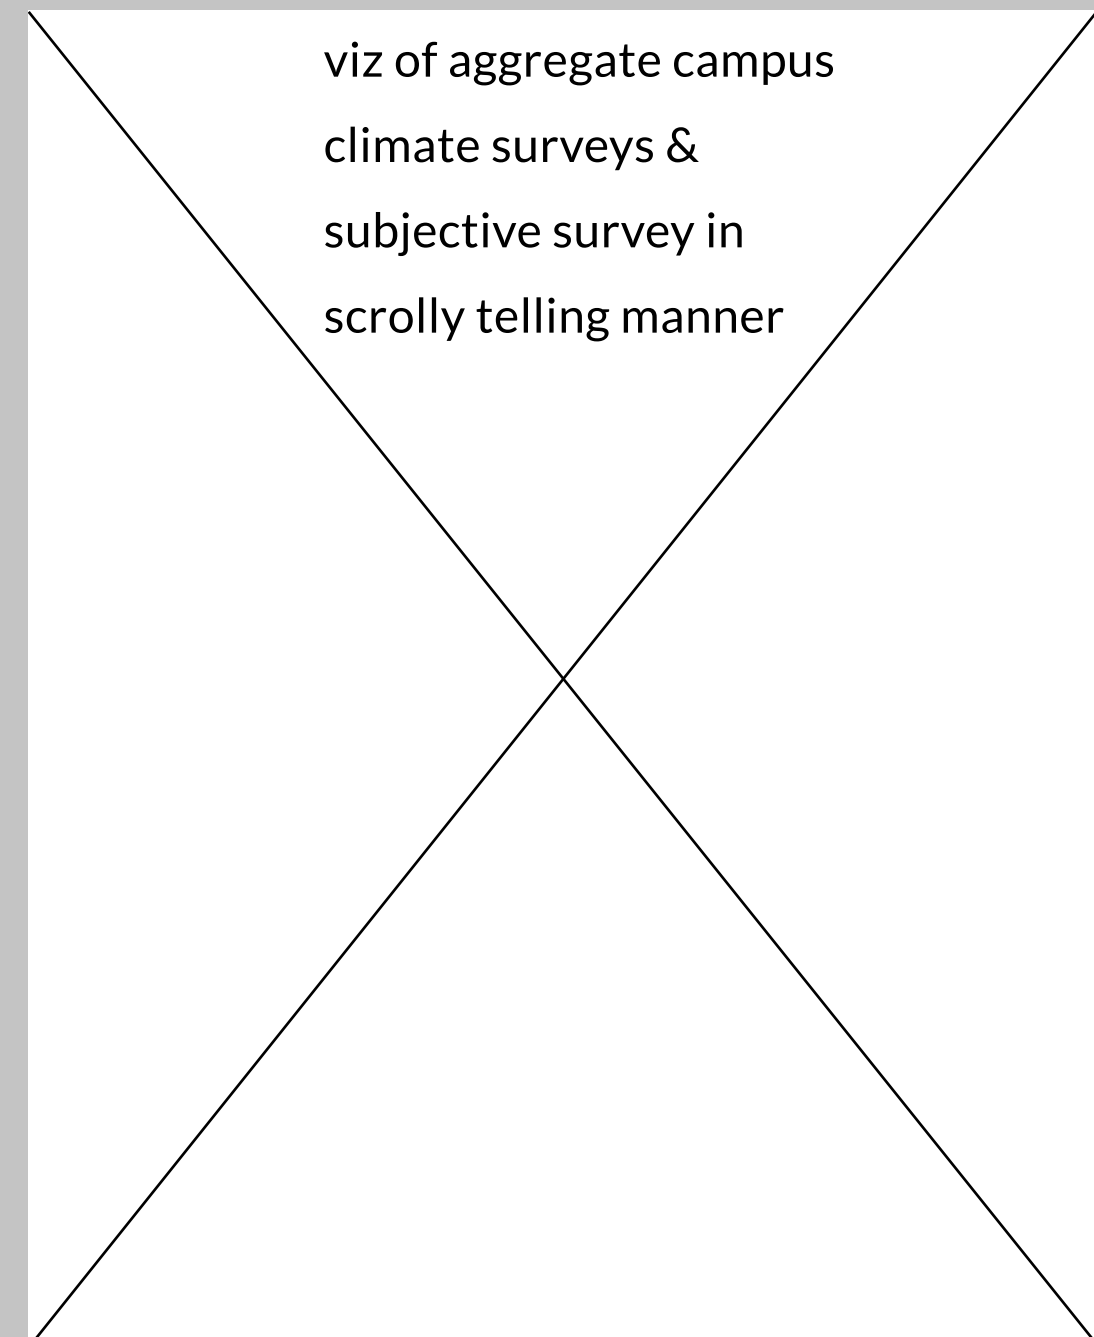 viz of aggregate campus
climate surveys &
subjective survey in
scrolly telling manner